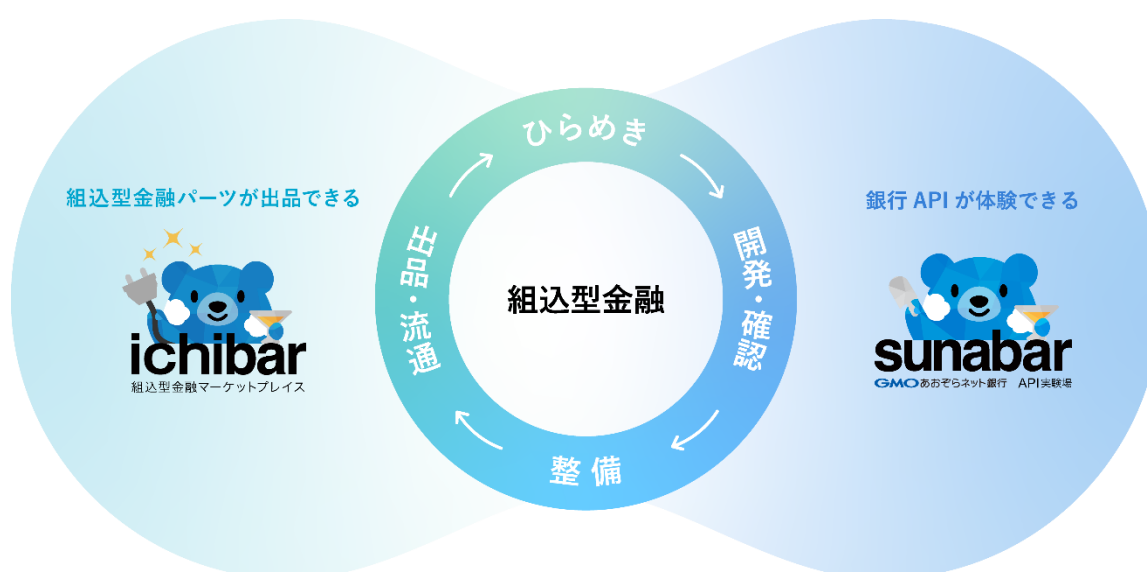 ひらめき
組込型金融パーツが出品できる
銀行 API が体験できる
出品・流通
開発・確認
組込型金融
ichibar
組込型金融マーケットプレイス
sunabar
GMOあおぞらネット銀行 API実験場
整備